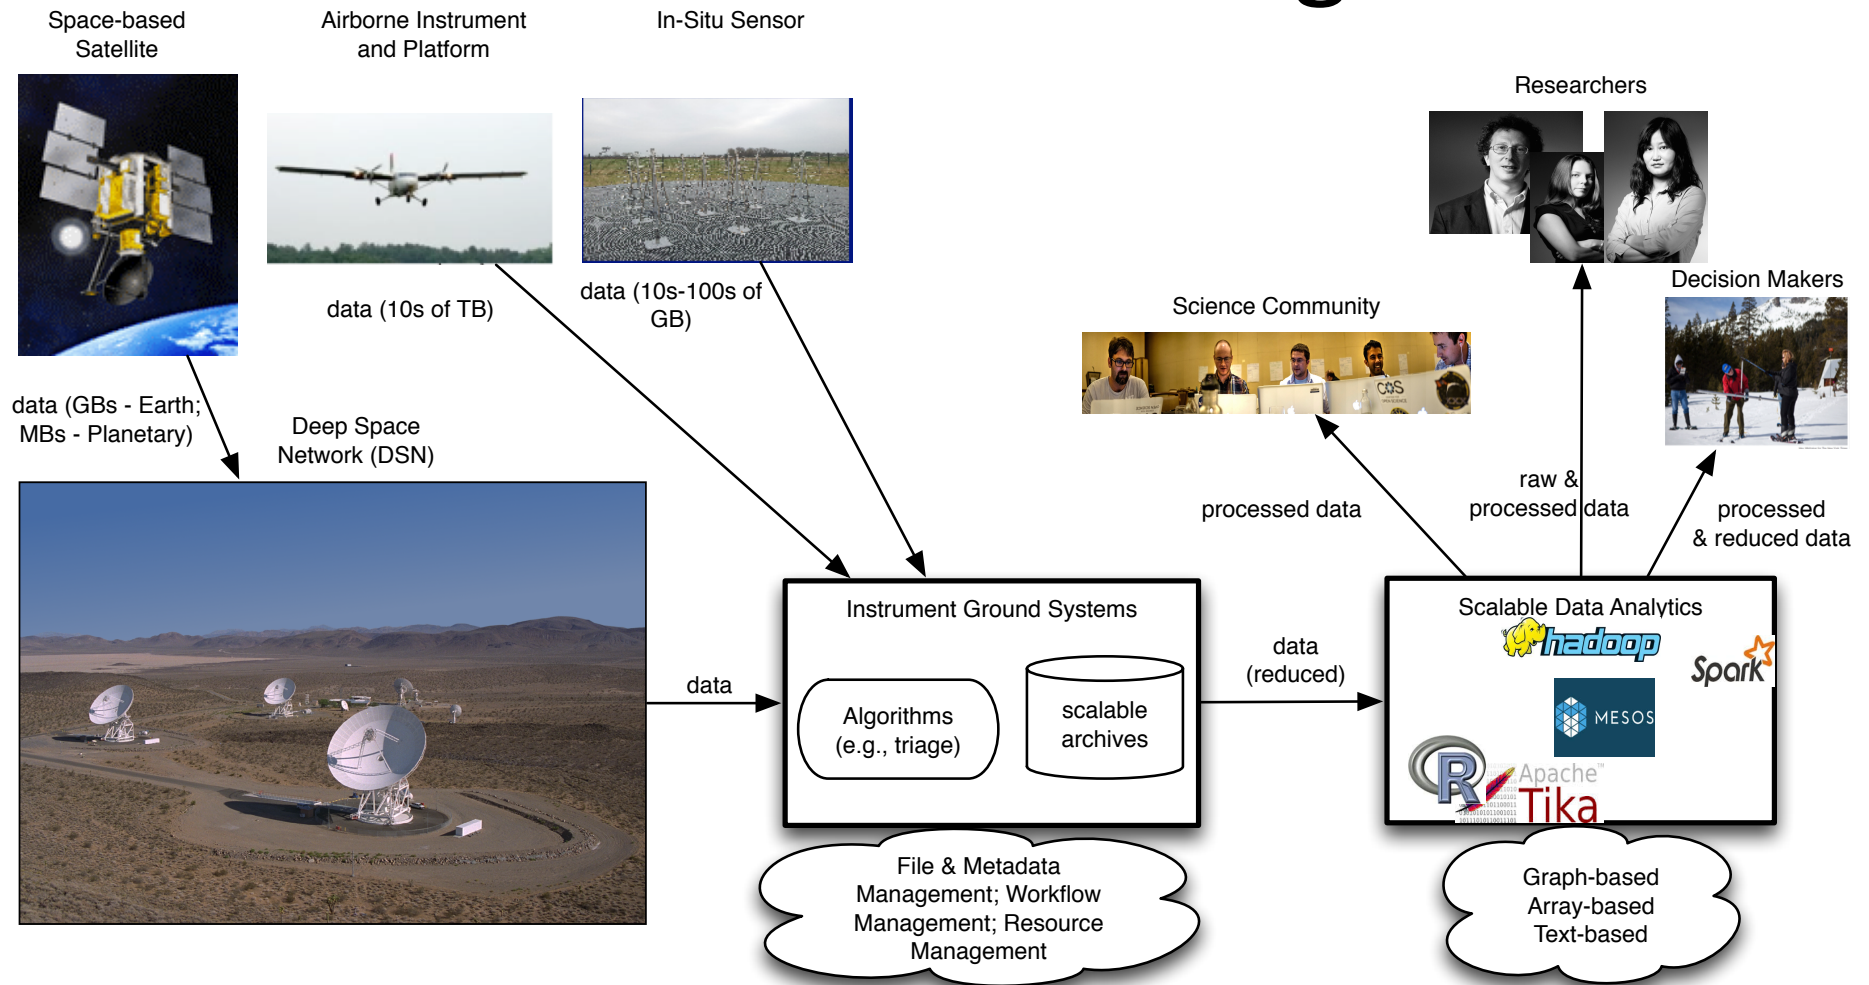 Space-based
Satellite
Airborne Instrument
and Platform
In-Situ Sensor
Researchers
data (10s of TB)
data (10s-100s of
GB)
Science Community
Decision Makers
data (GBs - Earth;
MBs - Planetary)
Deep Space
Network (DSN)
COS
processed data
raw &
processed data
processed
& reduced data
data
Instrument Ground Systems
Algorithms
(e.g., triage)
scalable
archives
data
(reduced)
Scalable Data Analytics
hadoop
Spark
MESOS
R
Apache™
Tika
File & Metadata
Management; Workflow
Management; Resource
Management
Graph-based
Array-based
Text-based